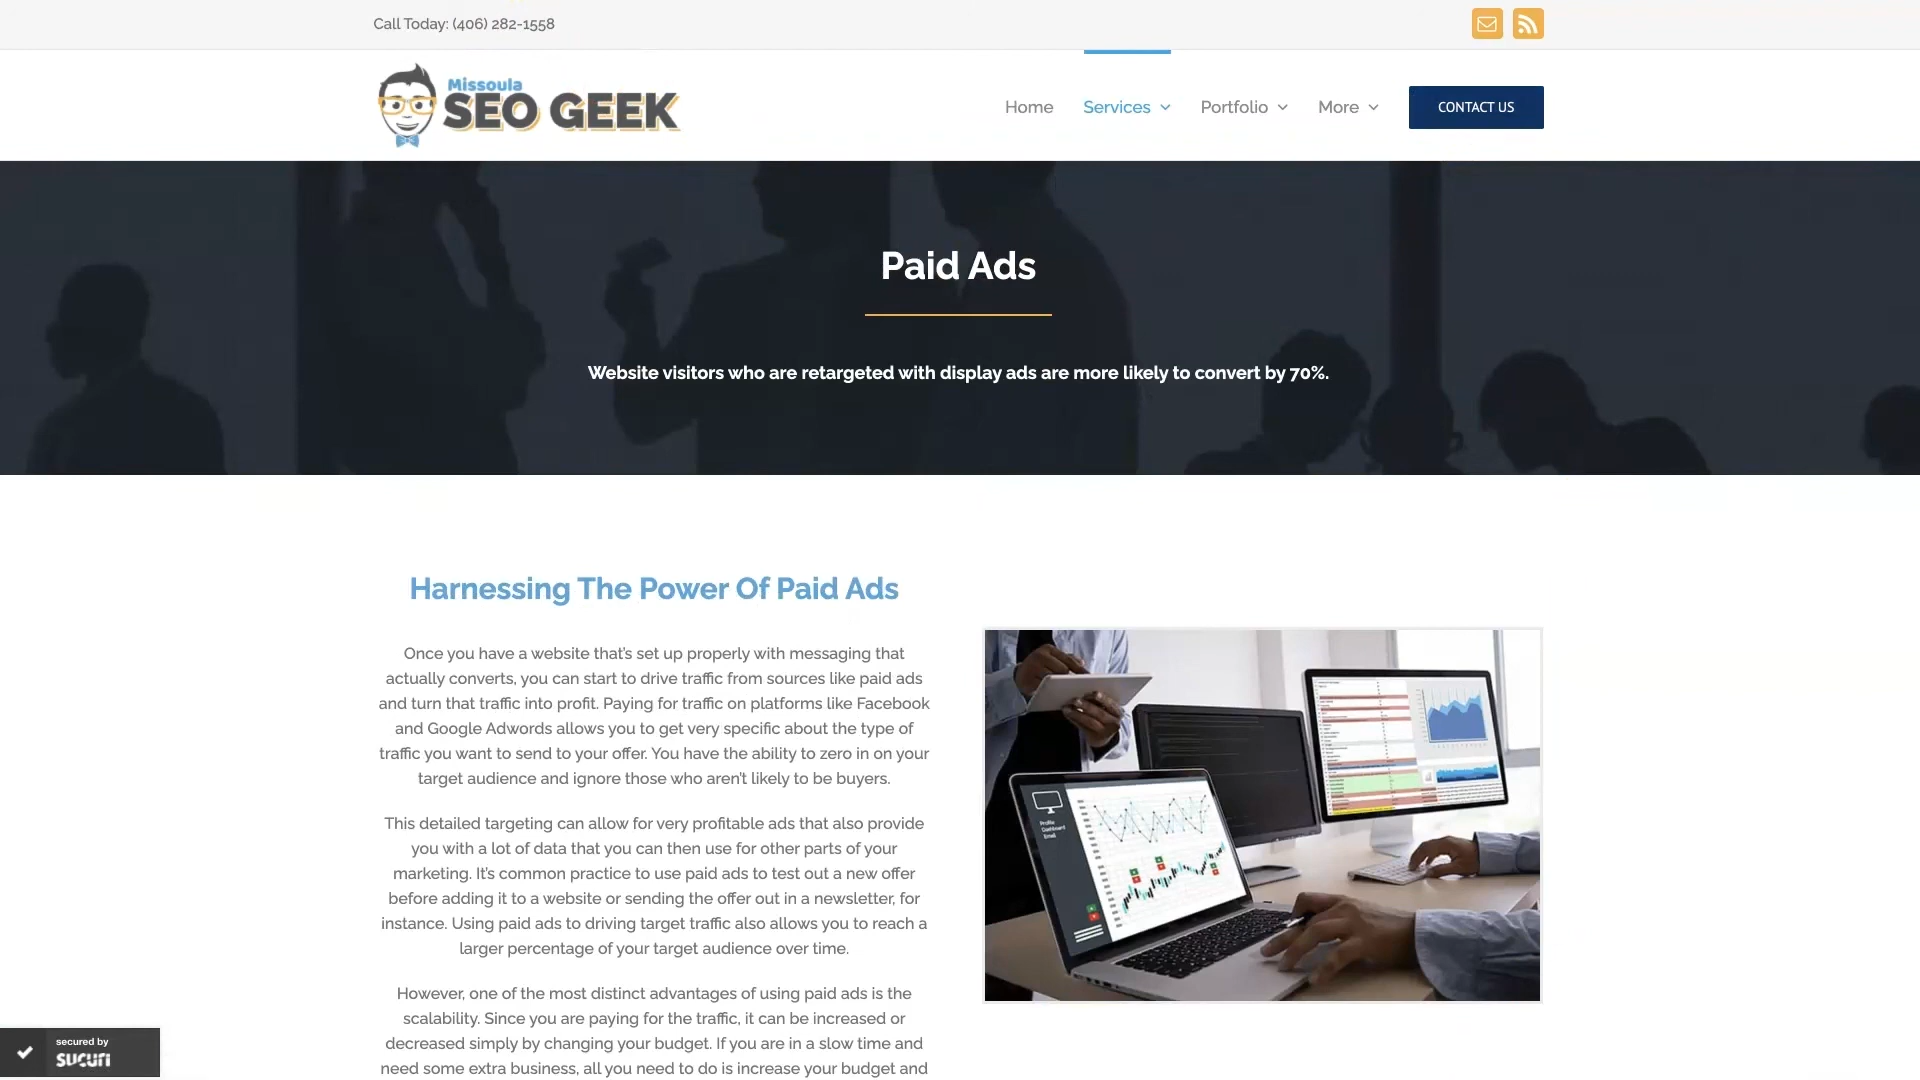 Call Today: (406) 282-1558
Missoula
SEO GEEK
Home
Services
Portfolio
More
CONTACT US
Paid Ads
Website visitors who are retargeted with display ads are more likely to convert by 70%.
Harnessing The Power Of Paid Ads
Once you have a website that's set up properly with messaging that
actually converts, you can start to drive traffic from sources like paid ads
and turn that traffic into profit. Paying for traffic on platforms like Facebook
and Google Adwords allows you to get very specific about the type of
traffic you want to send to your offer. You have the ability to zero in on your
target audience and ignore those who aren't likely to be buyers.
This detailed targeting can allow for very profitable ads that also provide
you with a lot of data that you can then use for other parts of your
marketing. It's common practice to use paid ads to test out a new offer
before adding it to a website or sending the offer out in a newsletter, for
instance. Using paid ads to driving target traffic also allows you to reach a
larger percentage of your target audience over time.
However, one of the most distinct advantages of using paid ads is the
scalability. Since you are paying for the traffic, it can be increased or
decreased simply by changing your budget. If you are in a slow time and
need some extra business, all you need to do is increase your budget and
Profile
Dashboard
Email
secured by
sucuri